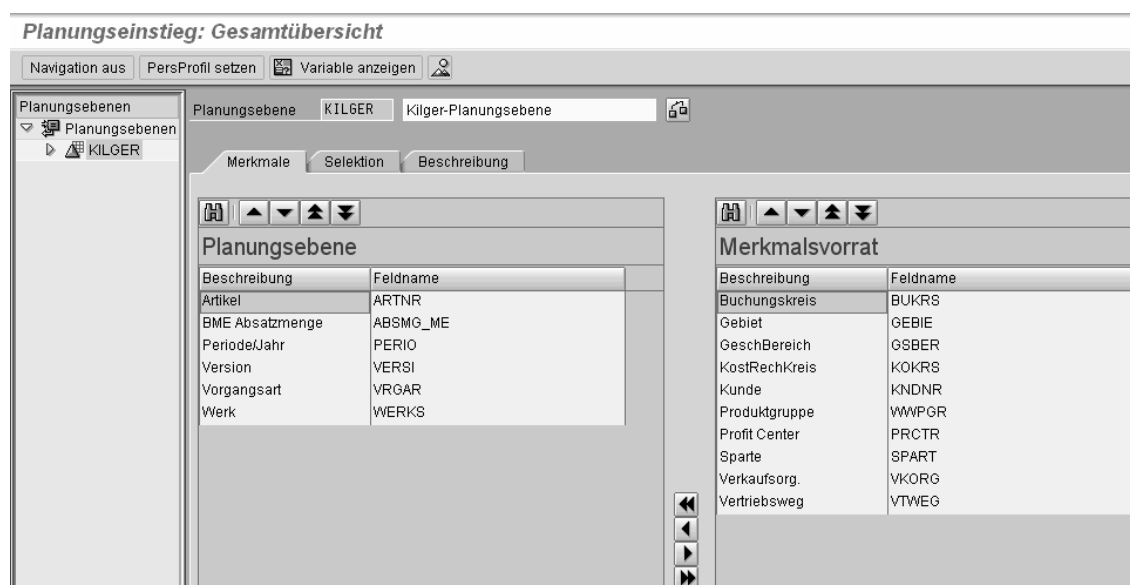 Planungseinstieg: Gesamtübersicht
Navigation aus PersProfil setzen Variable anzeigen
Planungsebenen
Planungsebenen
KILGER
Planungsebene KILGER Kilger-Planungsebene
Merkmale Selektion Beschreibung
Planungsebene
Beschreibung Feldname
Artikel ARTNR
BME Absatzmenge ABSMG_ME
Periode/Jahr PERIO
Version VERSI
Vorgangsart VRGAR
Werk WERKS
Merkmalsvorrat
Beschreibung Feldname
Buchungskreis BUKRS
Gebiet GEBIE
GeschBereich GSBER
KostRechKreis KOKRS
Kunde KNDNR
Produktgruppe WWPGR
Profit Center PRCTR
Sparte SPART
Verkaufsorg. VKORG
Vertriebsweg VTWEG